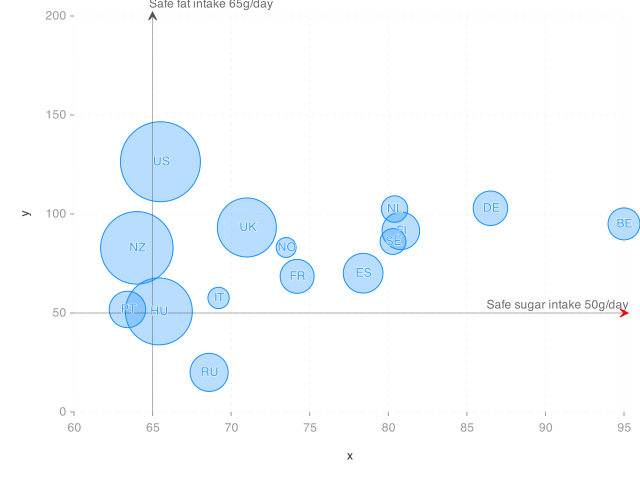 Safe fat intake 65g/day
200
150
100
50
0
y
US
NZ
UK
NO
FR
IT
PT
HU
RU
ES
NL
FI
SE
DE
BE
Safe sugar intake 50g/day
60
65
70
75
80
85
90
95
x